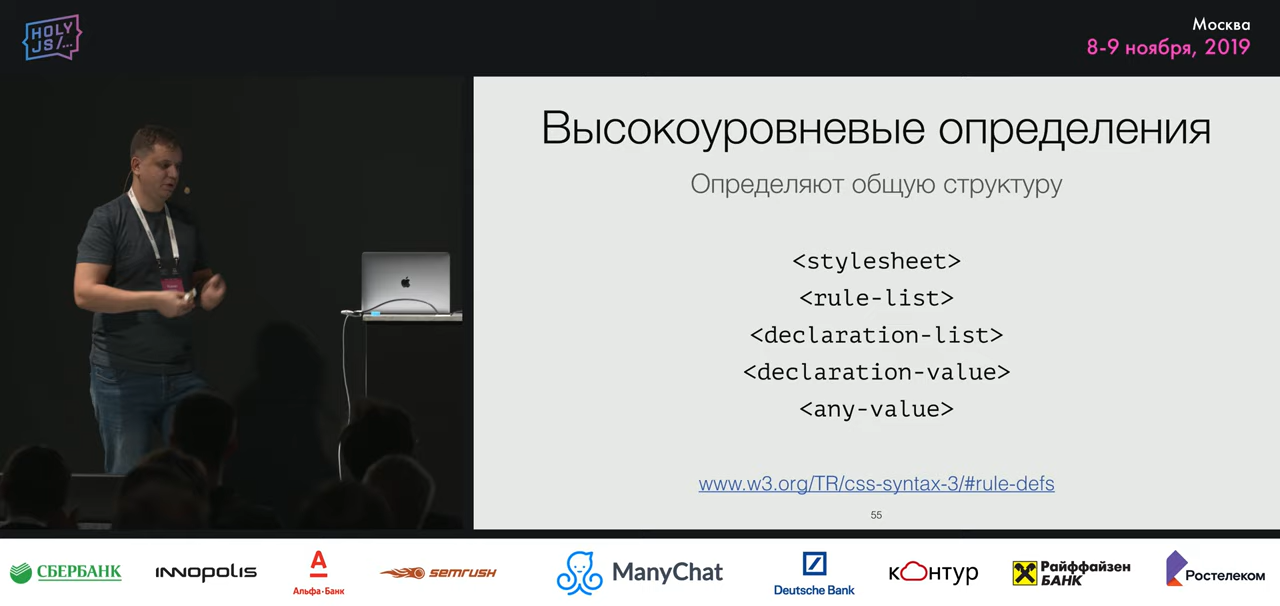 HOLY
JS/...
Москва
8-9 ноября, 2019
Высокоуровневые определения
Определяют общую структуру
<stylesheet>
<rule-list>
<declaration-list>
<declaration-value>
<any-value>
www.w3.org/TR/css-syntax-3/#rule-defs
55
СБЕРБАНК
INNOPOLIS
Альфа·Банк
semrush
ManyChat
Deutsche Bank
контур
Райффайзен
БАНК
Ростелеком